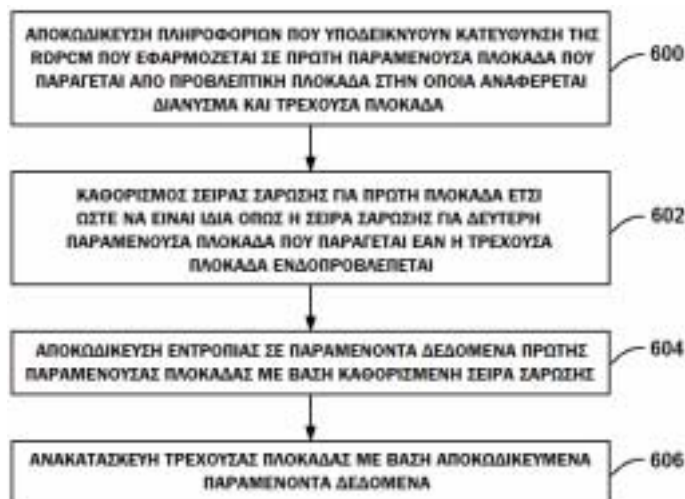 ΑΠΟΚΩΔΙΚΕΥΣΗ ΠΛΗΡΟΦΟΡΙΩΝ ΠΟΥ ΥΠΟΔΕΙΚΝΥΟΥΝ ΚΑΤΕΥΘΥΝΣΗ ΤΗΣ
RDPCM ΠΟΥ ΕΦΑΡΜΟΖΕΤΑΙ ΣΕ ΠΡΩΤΗ ΠΑΡΑΜΕΝΟΥΣΑ ΠΛΟΚΑΔΑ ΠΟΥ
ΠΑΡΑΓΕΤΑΙ ΑΠΟ ΠΡΟΒΛΕΠΤΙΚΗ ΠΛΟΚΑΔΑ ΣΤΗΝ ΟΠΟΙΑ ΑΝΑΦΕΡΕΤΑΙ
ΔΙΑΝΥΣΜΑ ΚΑΙ ΤΡΕΧΟΥΣΑ ΠΛΟΚΑΔΑ
600
ΚΑΘΟΡΙΣΜΟΣ ΣΕΙΡΑΣ ΣΑΡΩΣΗΣ ΓΙΑ ΠΡΩΤΗ ΠΛΟΚΑΔΑ ΕΤΣΙ
ΩΣΤΕ ΝΑ ΕΙΝΑΙ ΙΔΙΑ ΟΠΩΣ Η ΣΕΙΡΑ ΣΑΡΩΣΗΣ ΓΙΑ ΔΕΥΤΕΡΗ
ΠΑΡΑΜΕΝΟΥΣΑ ΠΛΟΚΑΔΑ ΠΟΥ ΠΑΡΑΓΕΤΑΙ ΕΑΝ Η ΤΡΕΧΟΥΣΑ
ΠΛΟΚΑΔΑ ΕΝΔΟΠΡΟΒΛΕΠΕΤΑΙ
602
ΑΠΟΚΩΔΙΚΕΥΣΗ ΕΝΤΡΟΠΙΑΣ ΣΕ ΠΑΡΑΜΕΝΟΝΤΑ ΔΕΔΟΜΕΝΑ ΠΡΩΤΗΣ
ΠΑΡΑΜΕΝΟΥΣΑΣ ΠΛΟΚΑΔΑΣ ΜΕ ΒΑΣΗ ΚΑΘΟΡΙΣΜΕΝΗ ΣΕΙΡΑ ΣΑΡΩΣΗΣ
604
ΑΝΑΚΑΤΑΣΚΕΥΗ ΤΡΕΧΟΥΣΑΣ ΠΛΟΚΑΔΑΣ ΜΕ ΒΑΣΗ ΑΠΟΚΩΔΙΚΕΥΜΕΝΑ
ΠΑΡΑΜΕΝΟΝΤΑ ΔΕΔΟΜΕΝΑ
606